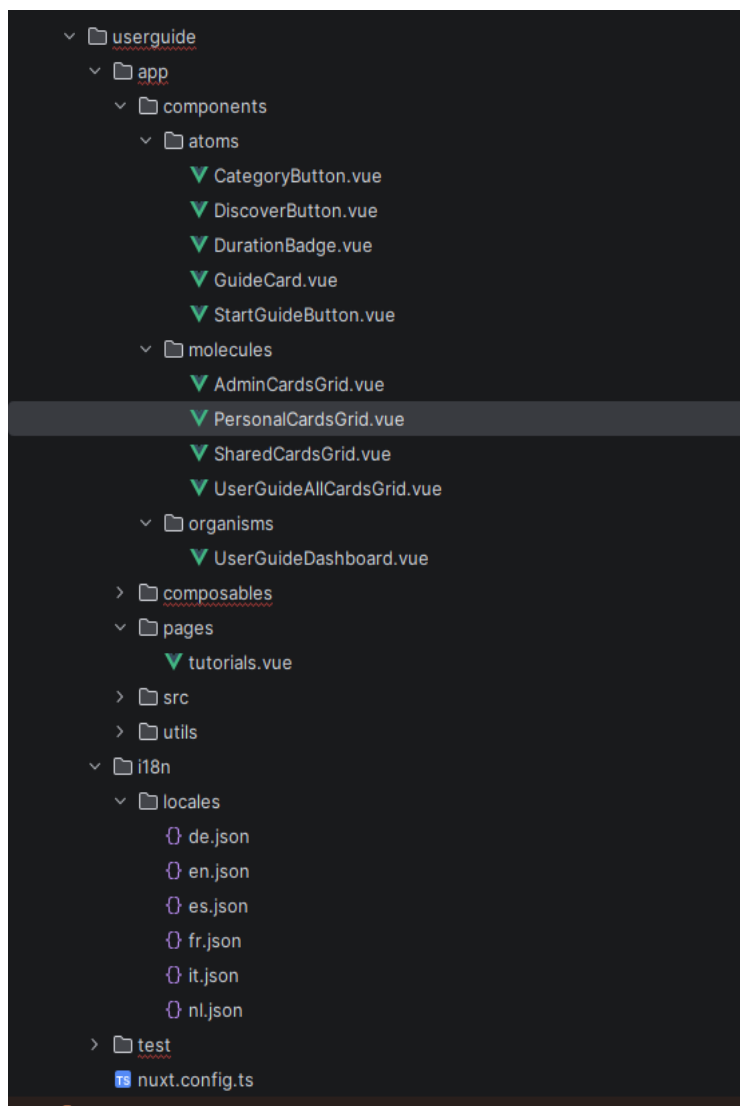 userguide
app
components
atoms
CategoryButton.vue
DiscoverButton.vue
DurationBadge.vue
GuideCard.vue
StartGuideButton.vue
molecules
AdminCardsGrid.vue
PersonalCardsGrid.vue
SharedCardsGrid.vue
UserGuideAllCardsGrid.vue
organisms
UserGuideDashboard.vue
composables
pages
tutorials.vue
src
utils
i18n
locales
{} de.json
{} en.json
{} es.json
{} fr.json
{} it.json
{} nl.json
test
TS nuxt.config.ts